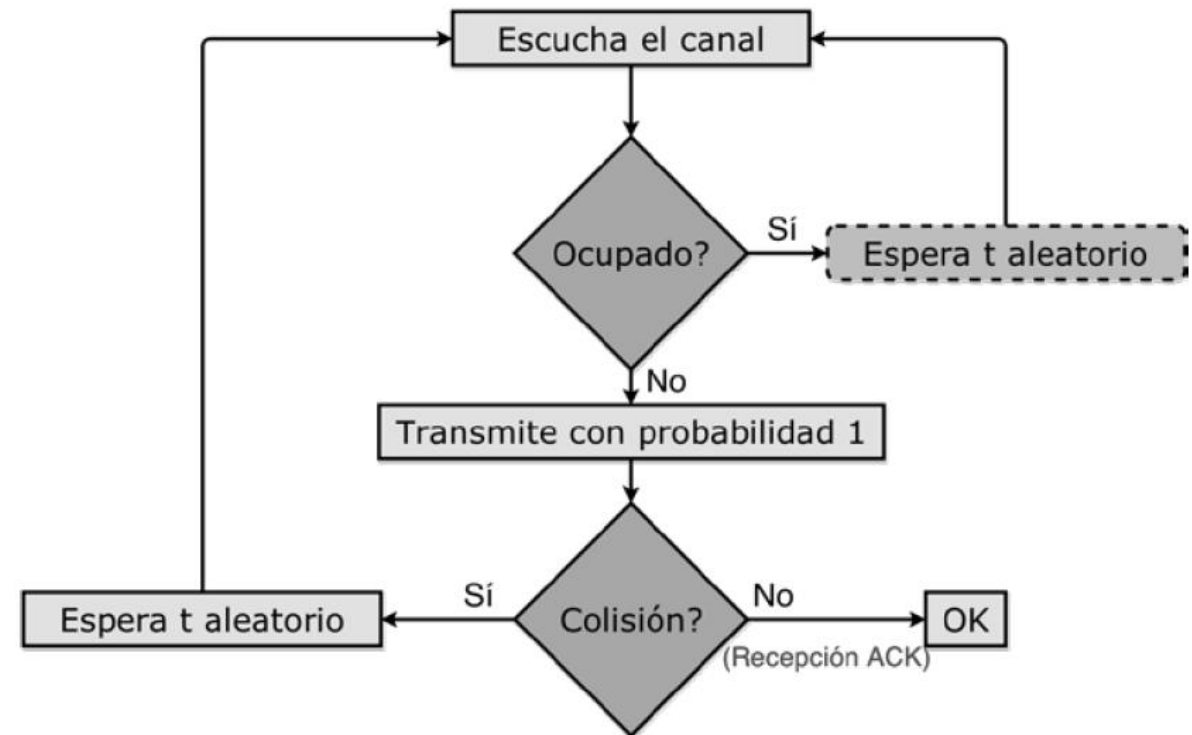 Escucha el canal
Ocupado?
Sí
Espera t aleatorio
No
Transmite con probabilidad 1
Colisión?
Sí
Espera t aleatorio
No
(Recepción ACK)
OK